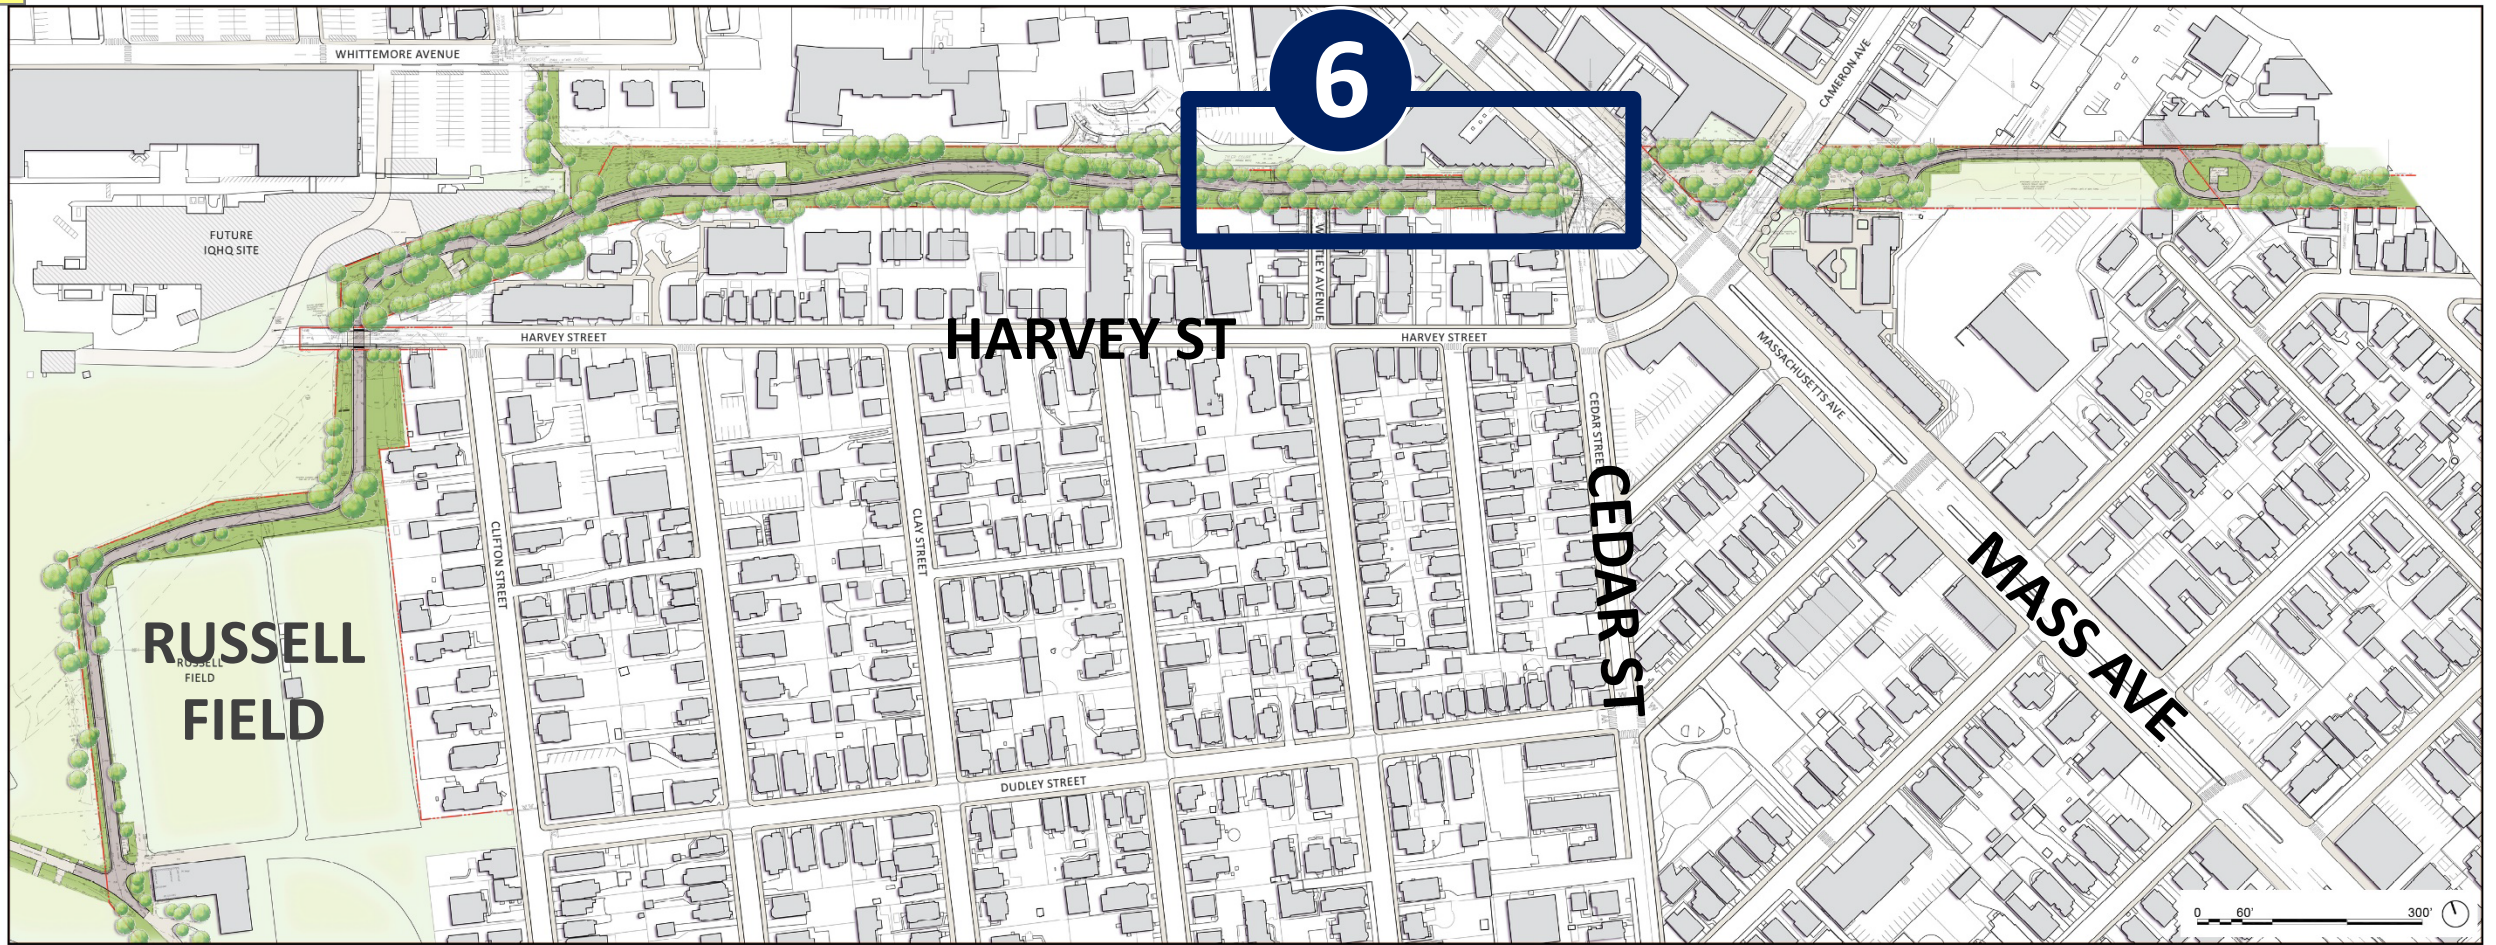 WHITTEMORE AVENUE
6
CAMERON AVE
FUTURE
IQHQ SITE
HARVEY STREET
HARVEY ST
HARVEY STREET
MASSACHUSETTS AVE
CEDAR STREET
CEDAR ST
CLIFTON STREET
CLAY STREET
MASS AVE
RUSSELL
FIELD
RUSSELL
FIELD
DUDLEY STREET
0 60' 300'